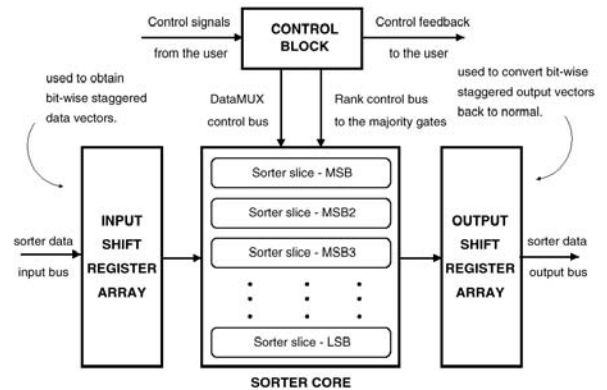 Control signals
from the user
CONTROL
BLOCK
Control feedback
to the user
used to obtain
bit-wise staggered
data vectors.
DataMUX
control bus
Rank control bus
to the majority gates
used to convert bit-wise
staggered output vectors
back to normal.
sorter data
input bus
INPUT
SHIFT
REGISTER
ARRAY
Sorter slice - MSB
Sorter slice - MSB2
Sorter slice - MSB3
Sorter slice - LSB
SORTER CORE
OUTPUT
SHIFT
REGISTER
ARRAY
sorter data
output bus